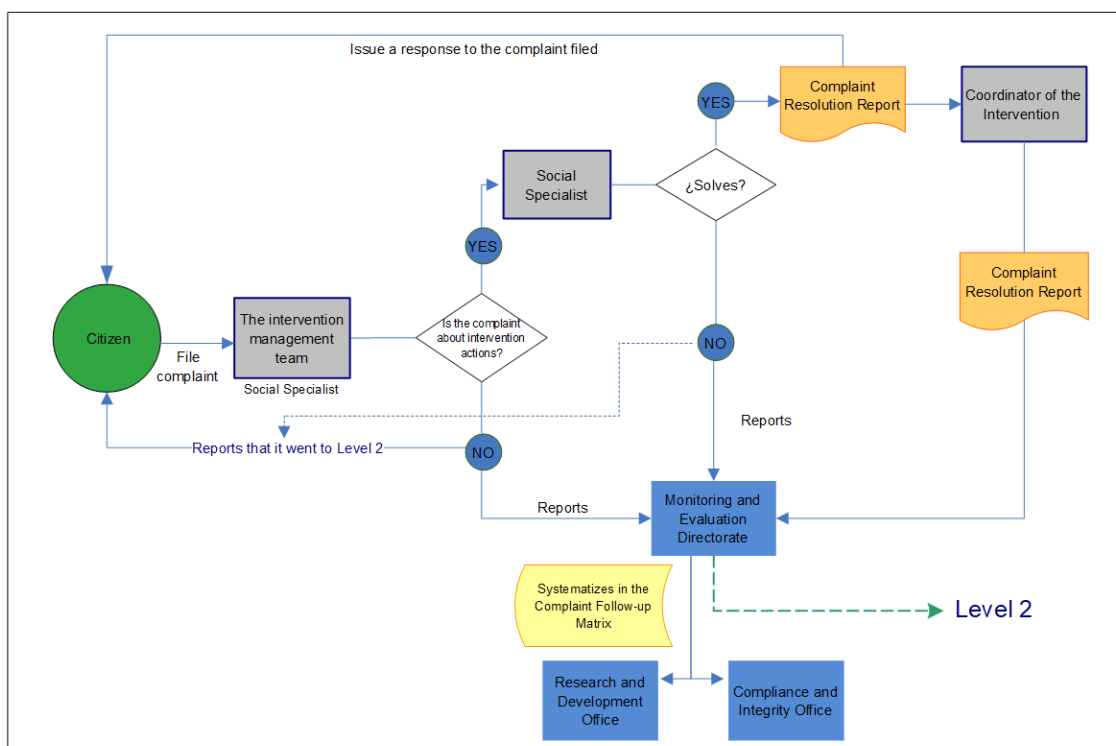 Issue a response to the complaint filed
YES
Complaint
Resolution Report
Coordinator of the
Intervention
Social
Specialist
¿Solves?
YES
Complaint
Resolution Report
Citizen
File
complaint
The intervention
management
team
Social Specialist
Is the complaint
about intervention
actions?
NO
Reports that it went to Level 2
NO
Reports
Reports
Monitoring and
Evaluation
Directorate
Systematizes in the
Complaint Follow-up
Matrix
Level 2
Research and
Development
Office
Compliance and
Integrity Office